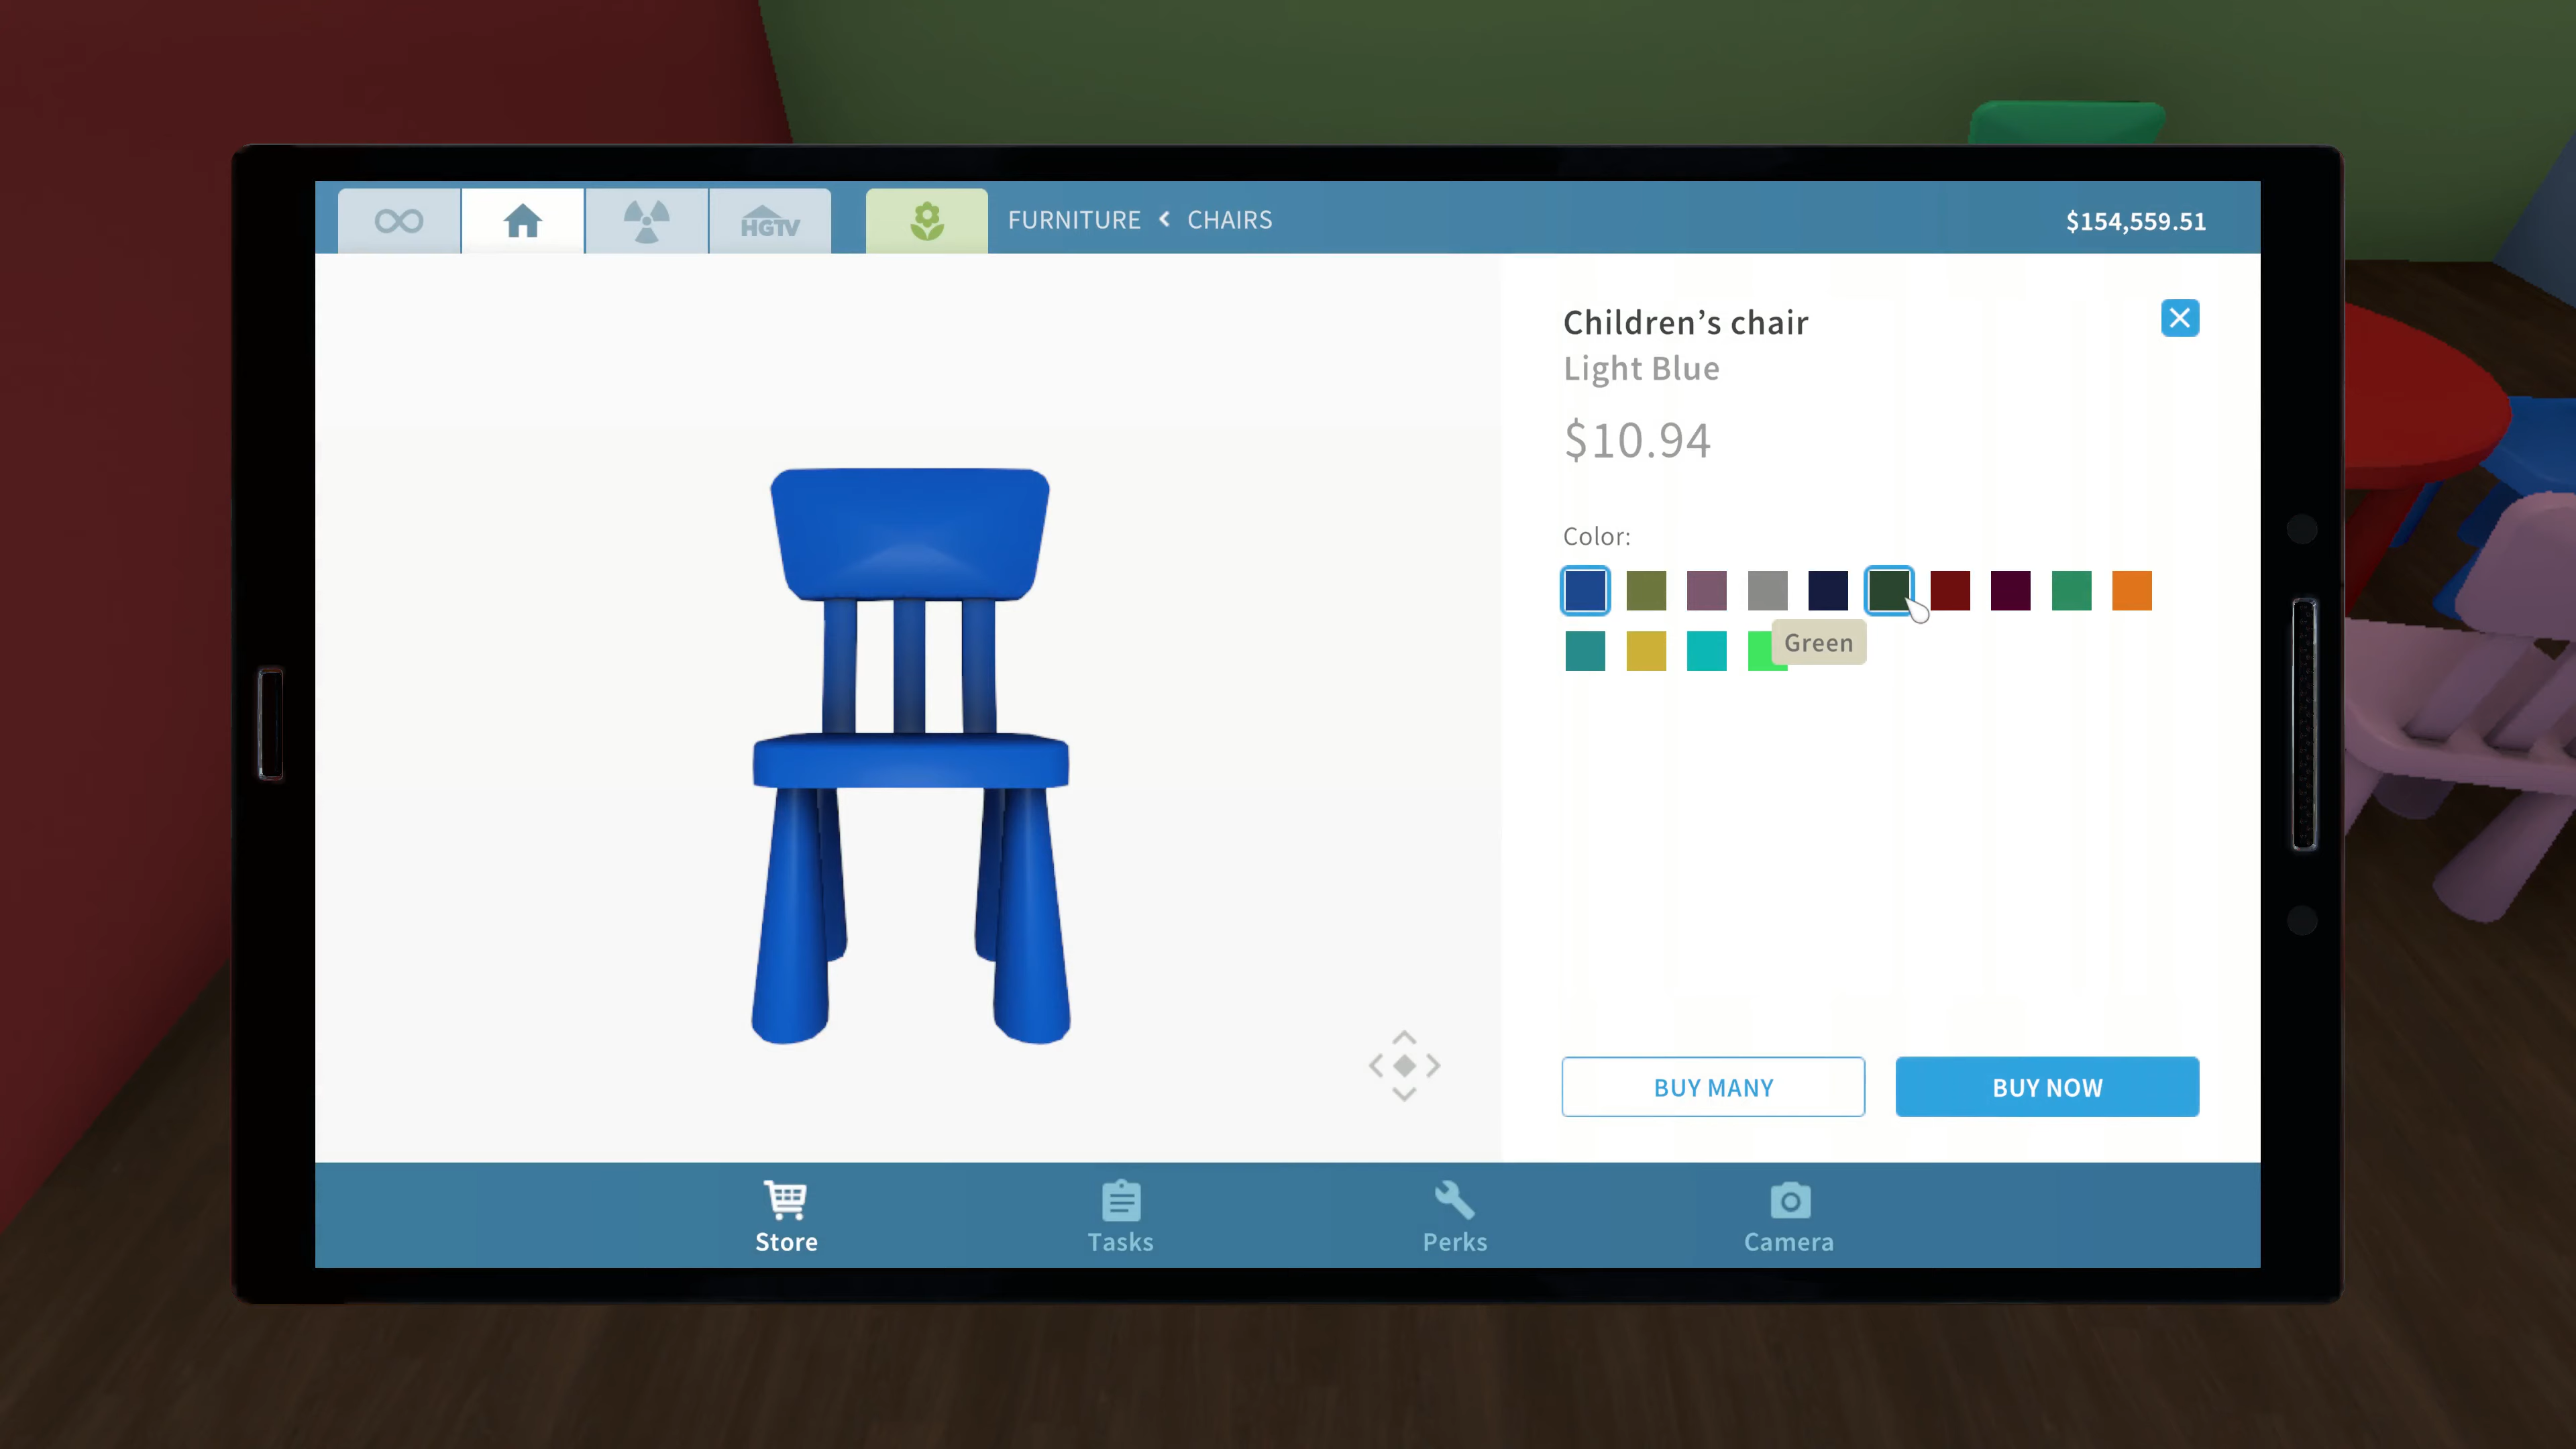 HGTV
FURNITURE < CHAIRS
$154,559.51
Children’s chair
Light Blue
$10.94
Color:
Green
BUY MANY
BUY NOW
Store
Tasks
Perks
Camera